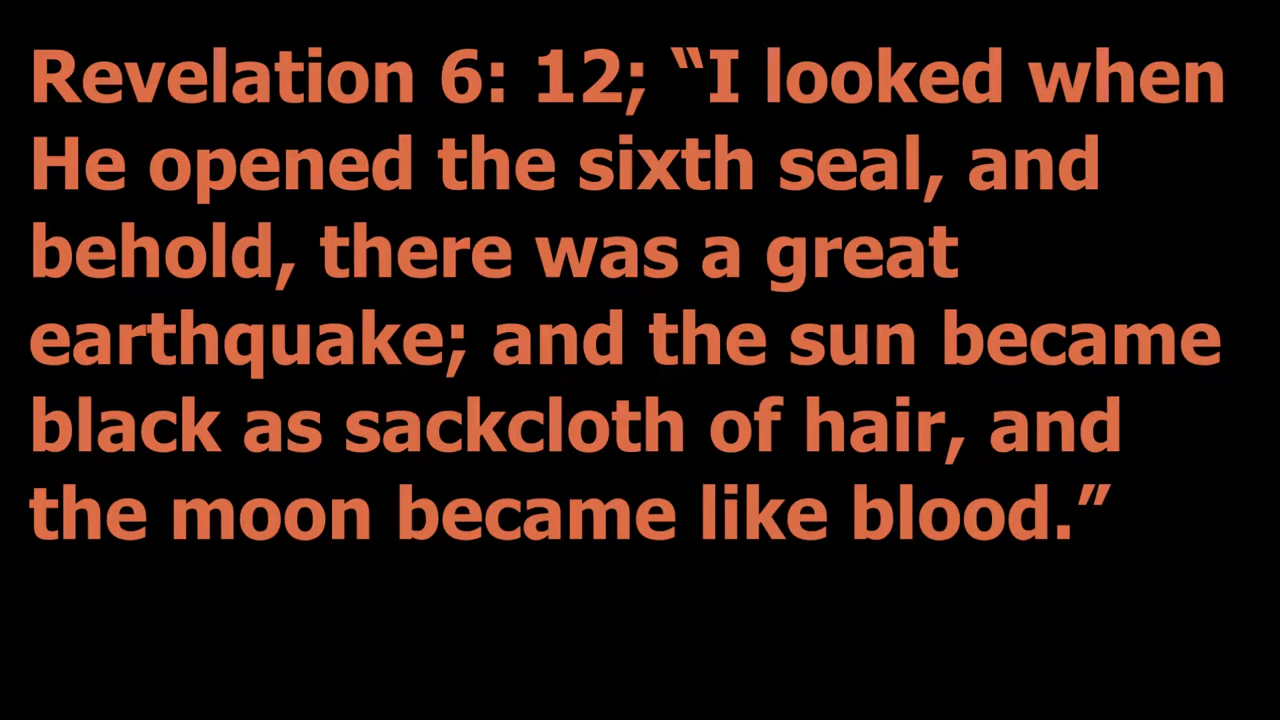 Revelation 6: 12; “I looked when
He opened the sixth seal, and
behold, there was a great
earthquake; and the sun became
black as sackcloth of hair, and
the moon became like blood.”